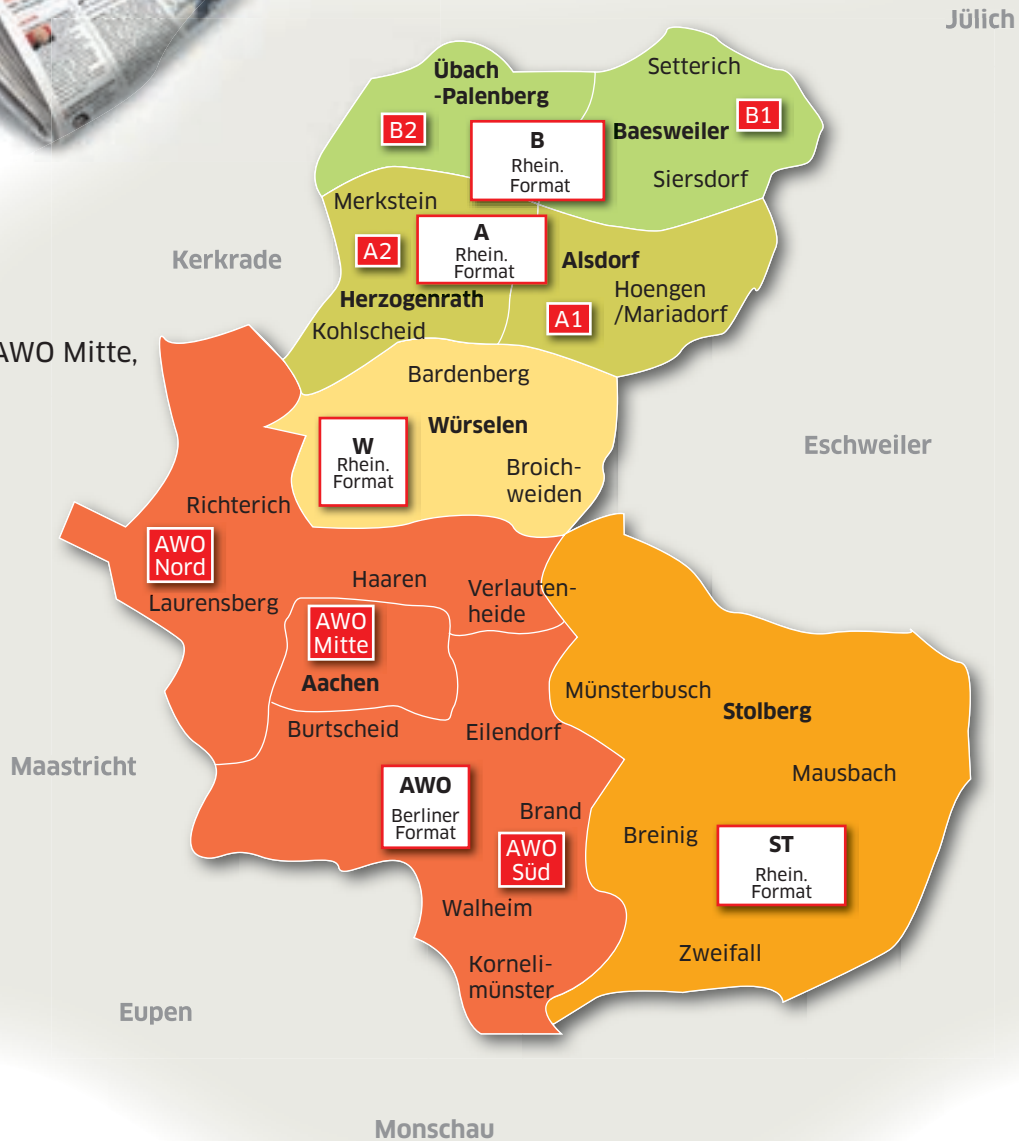 Jülich
Übach
-Palenberg
Setterich
B2
B
Rhein.
Format
Baesweiler
B1
Siersdorf
Merkstein
A2
A
Rhein.
Format
Alsdorf
Kerkrade
Herzogenrath
Hoengen
/Mariadorf
A1
Kohlscheid
AWO Mitte,
Bardenberg
Würselen
W
Rhein.
Format
Broich-
weiden
Eschweiler
Richterich
AWO
Nord
Laurensberg
Haaren
Verlauten-
heide
AWO
Mitte
Aachen
Burtscheid
Eilendorf
Münsterbusch
Stolberg
Maastricht
Mausbach
AWO
Berliner
Format
Brand
AWO
Süd
Breinig
ST
Rhein.
Format
Walheim
Zweifall
Korneli-
münster
Eupen
Monschau